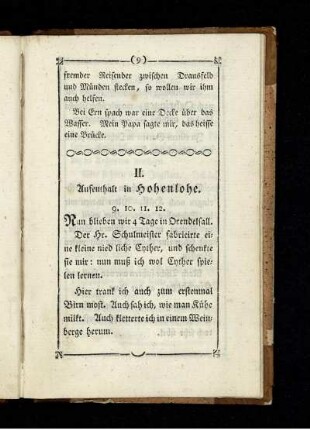 (9)
fremder Reisender zwischen Dransfeld
und Münden stecken, so wollen wir ihm
auch helfen.
Bei Ern spach war eine Decke über das
Wasser. Mein Papa sagte mir, das heisse
eine Brücke.
II.
Aufenthalt in Hohenlohe.
9. 10. 11. 12.
Nun blieben wir 4 Tage in Orendelsall.
Der Hr. Schulmeister fabricirte ei-
ne kleine nied liche Cyther, und schenkte
sie mir: nun muß ich wol Cyther spie-
len lernen.
Hier trank ich auch zum erstenmal
Birn most. Auch sah ich, wie man Kühe
milkt. Auch kletterte ich in einem Wein-
berge herum.